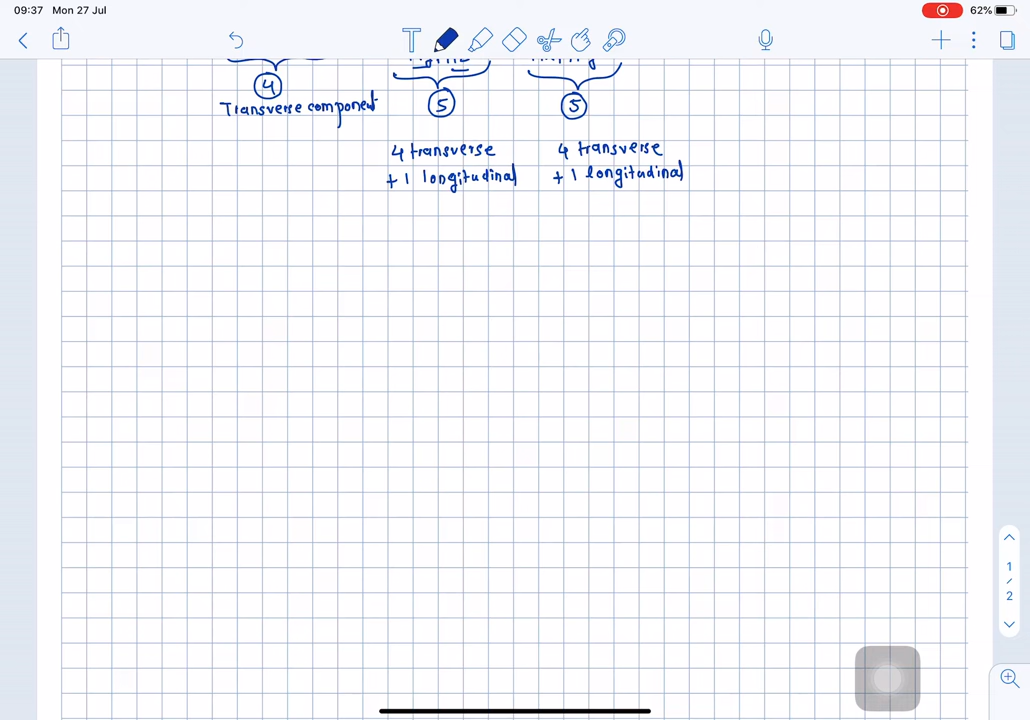 09:37 Mon 27 Jul
62%
T
4
5
5
Transverse component
4 transverse
+ 1 longitudinal
4 transverse
+ 1 longitudinal
1
/
2